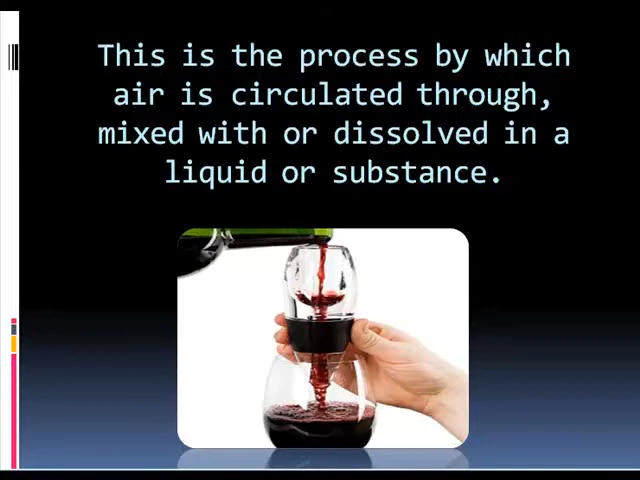 This is the process by which
air is circulated through,
mixed with or dissolved in a
liquid or substance.